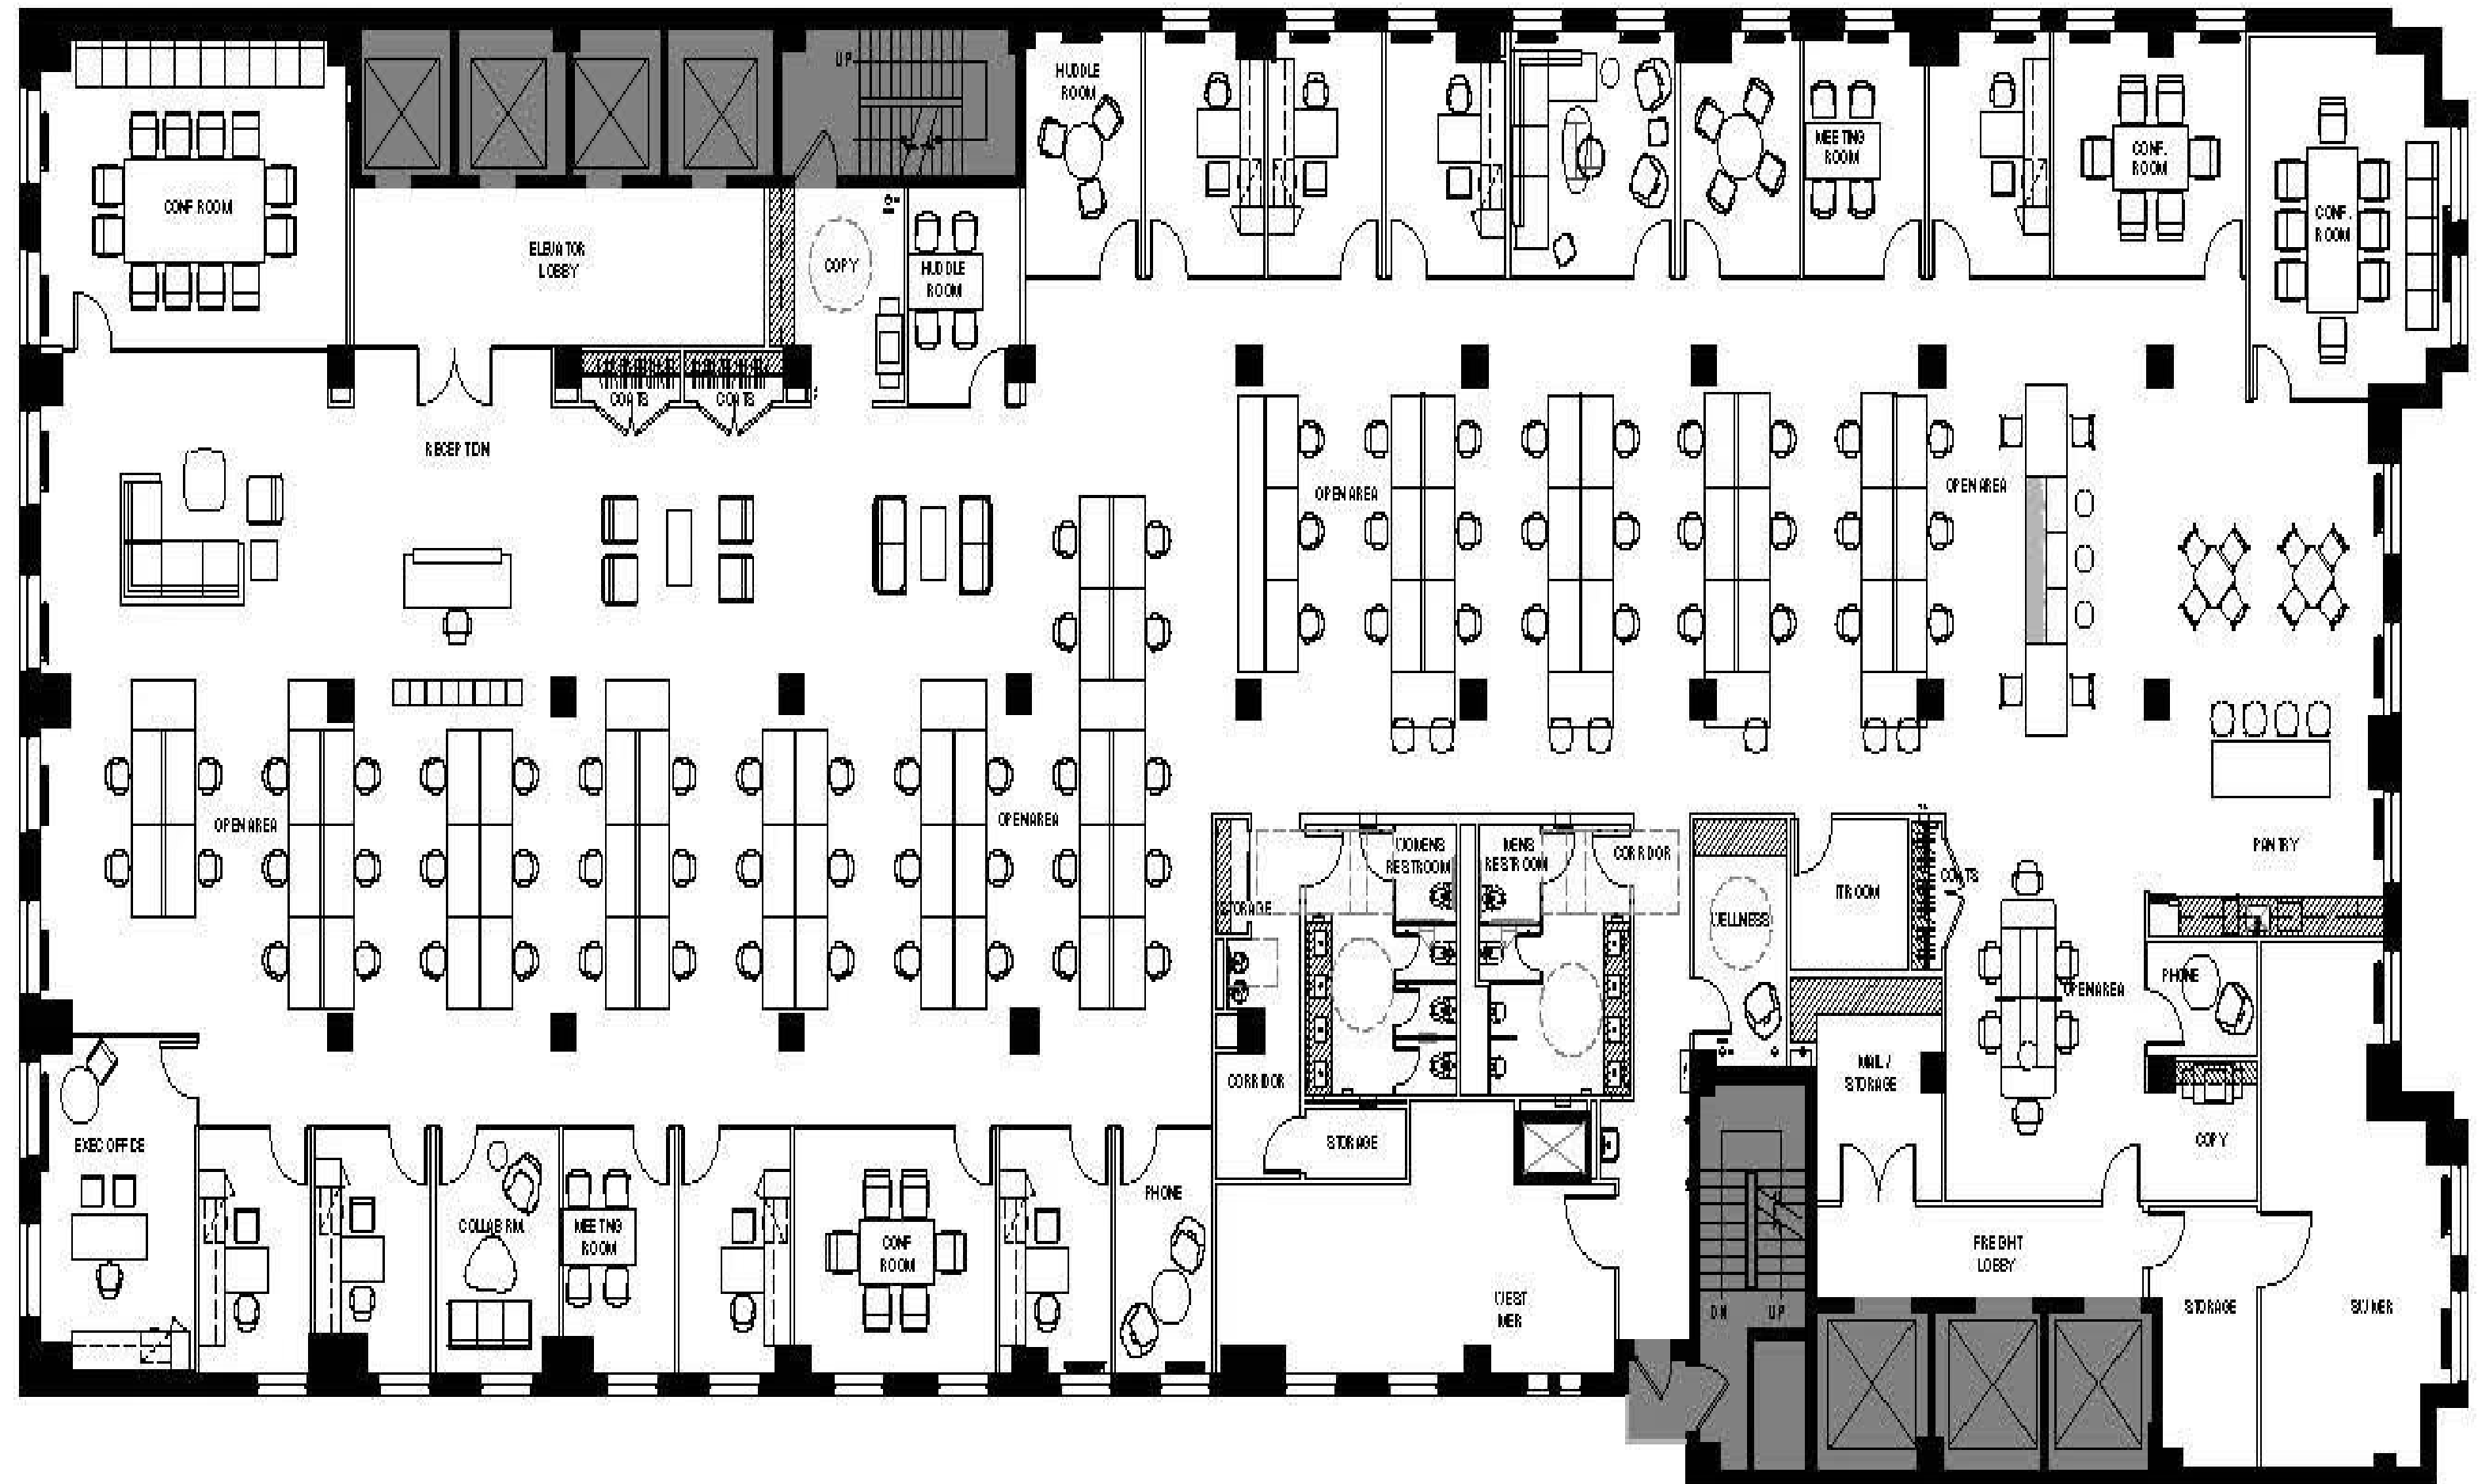 UP
HUDDLE
ROOM
MEETING
ROOM
CONF.
ROOM
CONF ROOM
CONF.
ROOM
ELEVATOR
LOBBY
COPY
HUDDLE
ROOM
COATS
COATS
RECEPTION
OPEN AREA
OPEN AREA
OPEN AREA
OPEN AREA
WOMENS
RESTROOM
MENS
RESTROOM
CORRIDOR
PANTRY
STORAGE
WELLNESS
IT ROOM
COATS
PHONE
OPEN AREA
CORRIDOR
MAIL /
STORAGE
STORAGE
COPY
EXEC OFFICE
PHONE
COLLAB RM.
MEETING
ROOM
CONF
ROOM
FREIGHT
LOBBY
WEST
MER
DN
UP
STORAGE